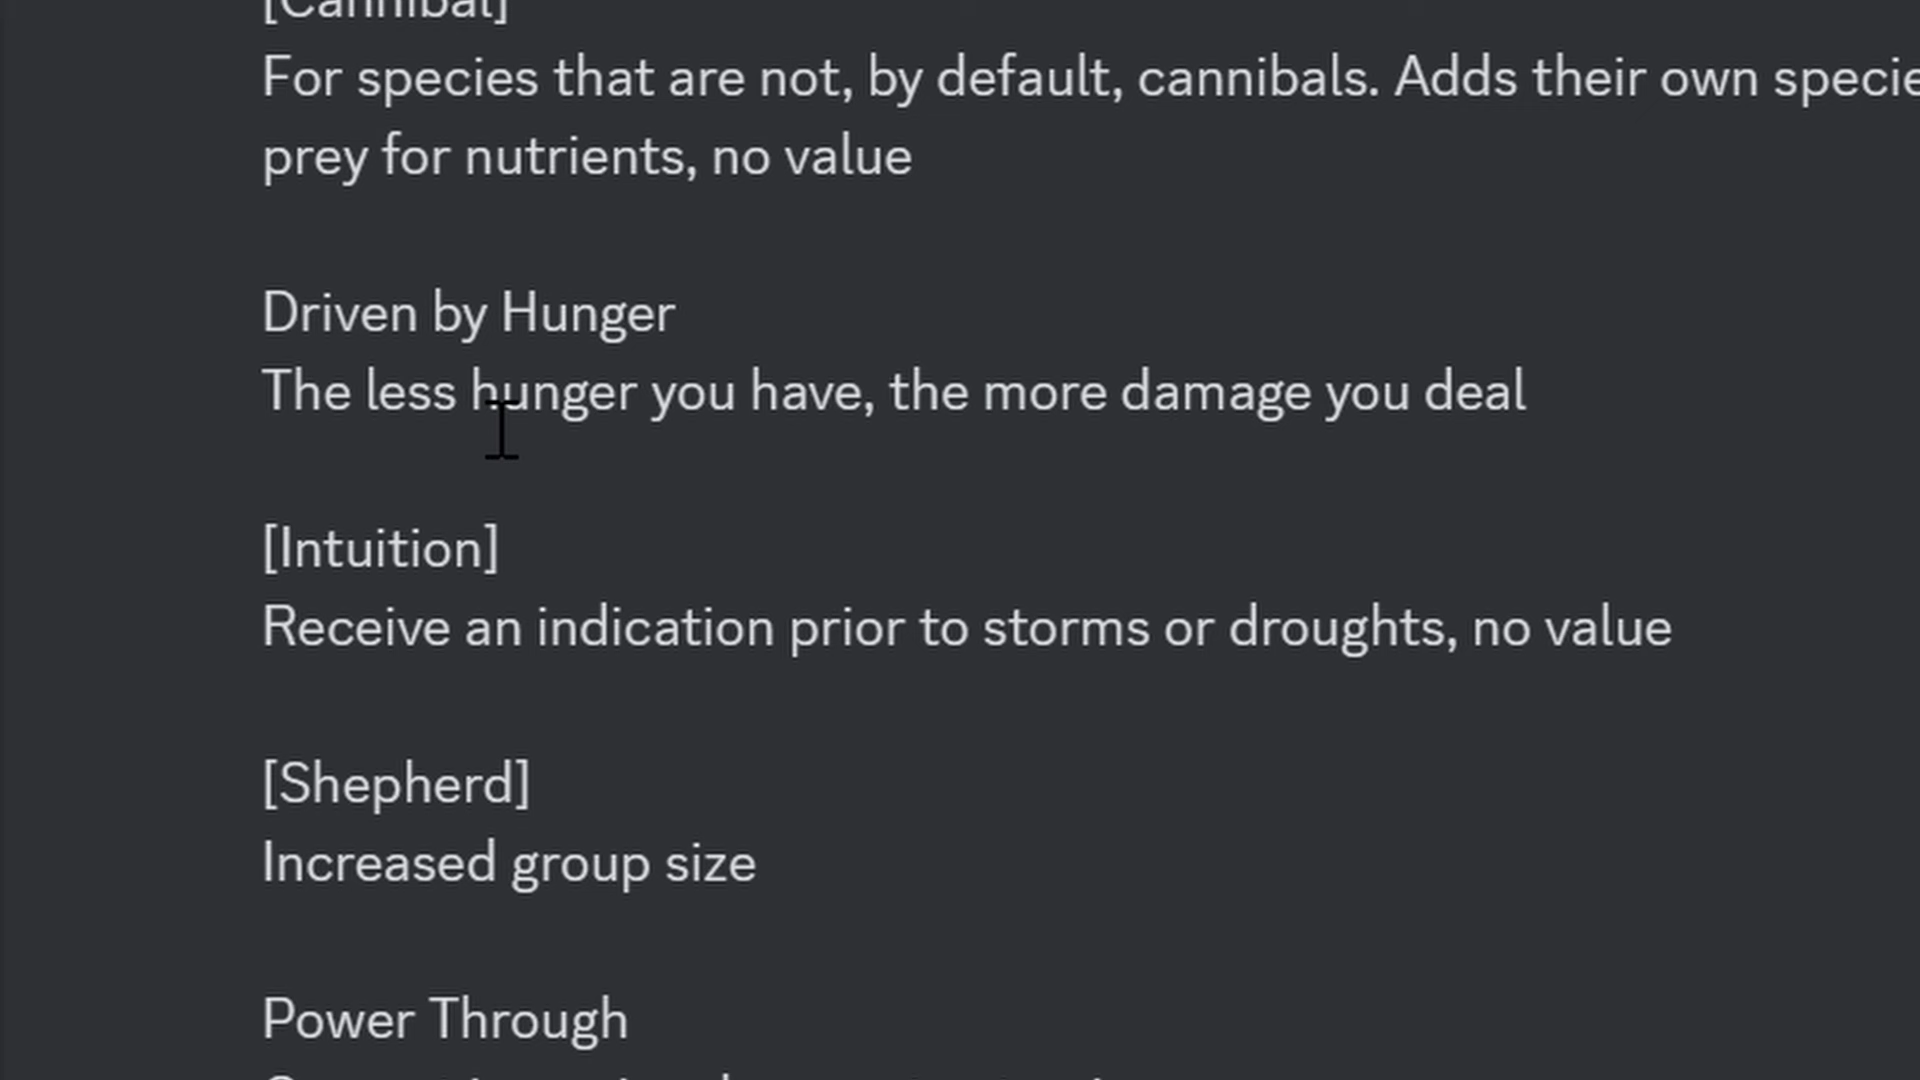 [Cannibal]
For species that are not, by default, cannibals. Adds their own specie
prey for nutrients, no value
Driven by Hunger
The less hunger you have, the more damage you deal
[Intuition]
Receive an indication prior to storms or droughts, no value
[Shepherd]
Increased group size
Power Through